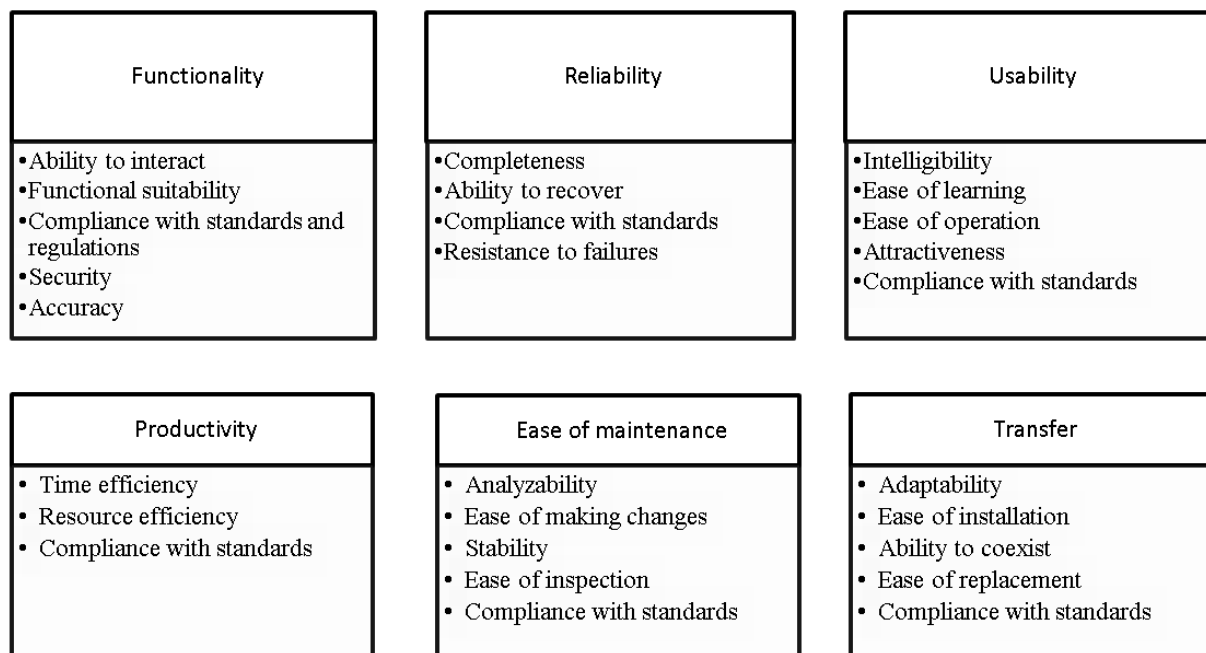 Functionality
•Ability to interact
•Functional suitability
•Compliance with standards and
regulations
•Security
•Accuracy
Reliability
•Completeness
•Ability to recover
•Compliance with standards
•Resistance to failures
Usability
•Intelligibility
•Ease of learning
•Ease of operation
•Attractiveness
•Compliance with standards
Productivity
• Time efficiency
• Resource efficiency
• Compliance with standards
Ease of maintenance
• Analyzability
• Ease of making changes
• Stability
• Ease of inspection
• Compliance with standards
Transfer
• Adaptability
• Ease of installation
• Ability to coexist
• Ease of replacement
• Compliance with standards